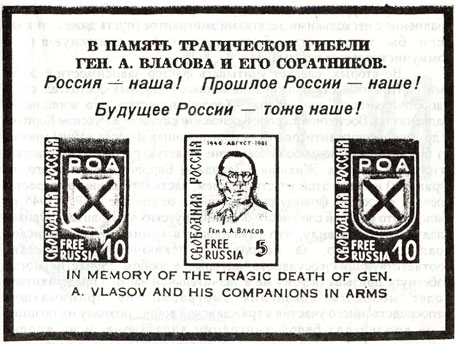 В ПАМЯТЬ ТРАГИЧЕСКОЙ ГИБЕЛИ
ГЕН. А. ВЛАСОВА И ЕГО СОРАТНИКОВ.
Россия — наша! Прошлое России — наше!
Будущее России — тоже наше!
СВОБОДНАЯ РОССИЯ
РОА
FREE
RUSSIA 10
1946 - АВГУСТ - 1961
СВОБОДНАЯ РОССИЯ
ГЕН А.А.ВЛАСОВ
FREE
RUSSIA 5
СВОБОДНАЯ РОССИЯ
РОА
FREE
RUSSIA 10
IN MEMORY OF THE TRAGIC DEATH OF GEN.
A. VLASOV AND HIS COMPANIONS IN ARMS